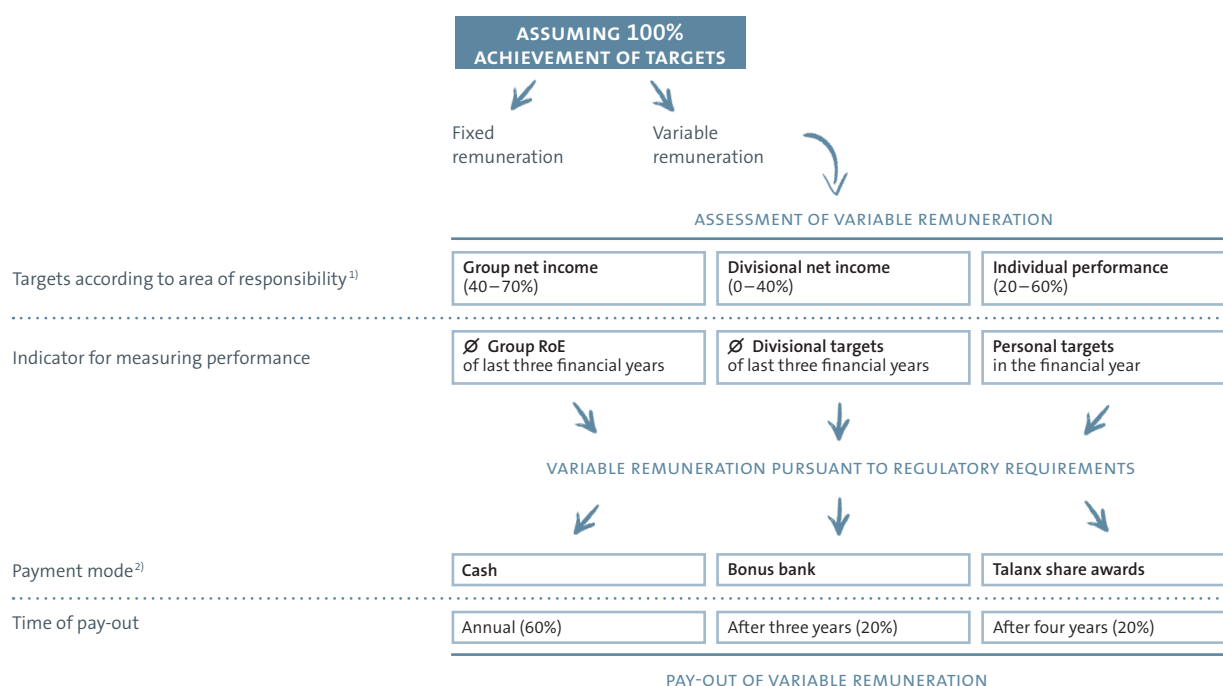 ASSUMING 100%
ACHIEVEMENT OF TARGETS
Fixed
remuneration
Variable
remuneration
ASSESSMENT OF VARIABLE REMUNERATION
Targets according to area of responsibility 1)
Group net income
(40–70%)
Divisional net income
(0–40%)
Individual performance
(20–60%)
Indicator for measuring performance
Ø Group RoE
of last three financial years
Ø Divisional targets
of last three financial years
Personal targets
in the financial year
VARIABLE REMUNERATION PURSUANT TO REGULATORY REQUIREMENTS
Payment mode 2)
Cash
Bonus bank
Talanx share awards
Time of pay-out
Annual (60%)
After three years (20%)
After four years (20%)
PAY-OUT OF VARIABLE REMUNERATION